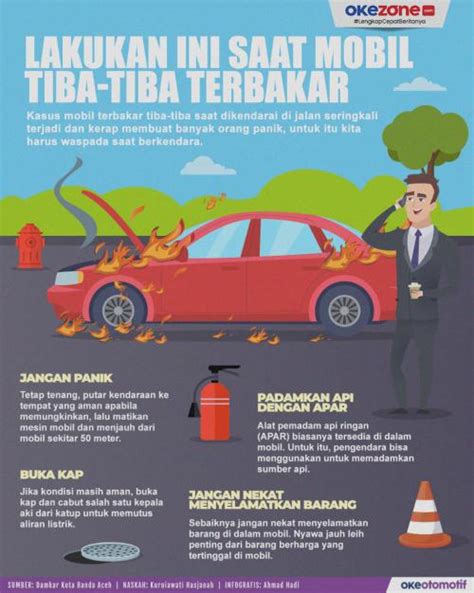 okezone.com
#LengkapCepatBeritanya
LAKUKAN INI SAAT MOBIL
TIBA-TIBA TERBAKAR
Kasus mobil terbakar tiba-tiba saat dikendarai di jalan seringkali
terjadi dan kerap membuat banyak orang panik, untuk itu kita
harus waspada saat berkendara.
JANGAN PANIK
Tetap tenang, putar kendaraan ke
tempat yang aman apabila
memungkinkan, lalu matikan
mesin mobil dan menjauh dari
mobil sekitar 50 meter.
PADAMKAN API
DENGAN APAR
Alat pemadam api ringan
(APAR) biasanya tersedia di dalam
mobil. Untuk itu, pengendara bisa
menggunakan untuk memadamkan
sumber api.
BUKA KAP
Jika kondisi masih aman, buka
kap dan cabut salah satu kepala
aki dari katup untuk memutus
aliran listrik.
JANGAN NEKAT
MENYELAMATKAN BARANG
Sebaiknya jangan nekat menyelamatkan
barang di dalam mobil. Nyawa jauh leih
penting dari barang berharga yang
tertinggal di mobil.
SUMBER: Damkar Kota Banda Aceh | NASKAH: Kurniawati Hasjanah | INFOGRAFIS: Ahmad Hadi
okeotomotif